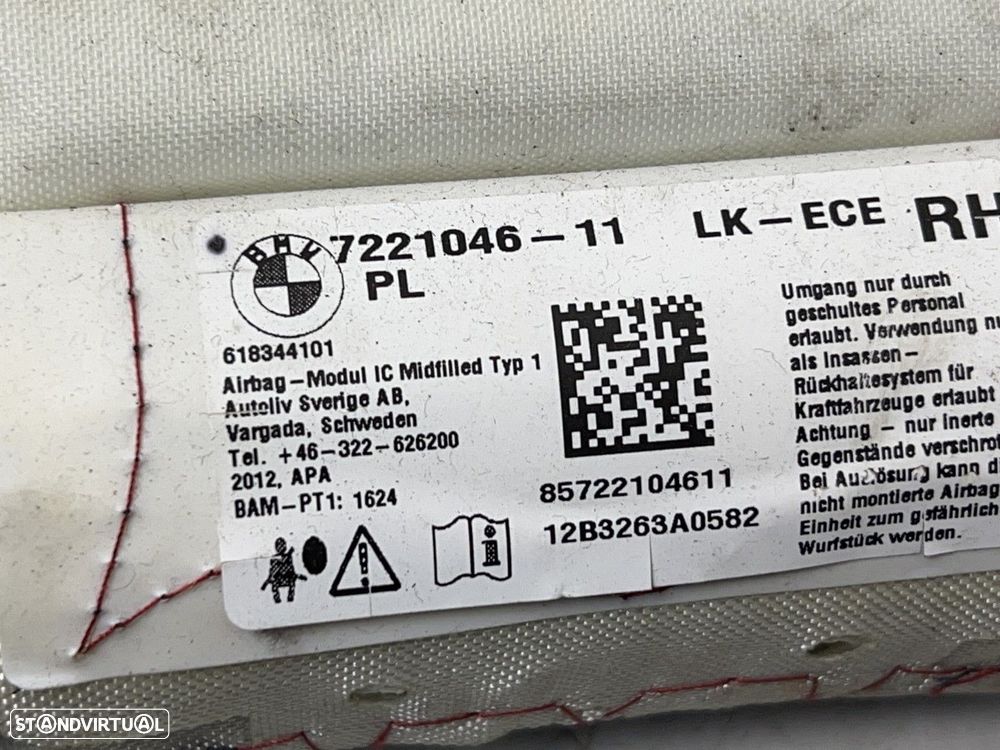 BMW
7221046-11 LK-ECE RH
PL
618344101
Airbag-Modul IC Midfilled Typ 1
Autoliv Sverige AB,
Vargada, Schweden
Tel. +46-322-626200
2012, APA
BAM-PT1: 1624
85722104611
12B3263A0582
Umgang nur durch
geschultes Personal
erlaubt. Verwendung nu
als Insassen-
Rückhaltesystem für
Kraftfahrzeuge erlaubt
Achtung - nur inerte
Gegenstände verschrot
Bei Auslösung kann di
nicht montierte Airbag
Einheit zum gefährlich
Wurfstück werden.
STANDVIRTUAL